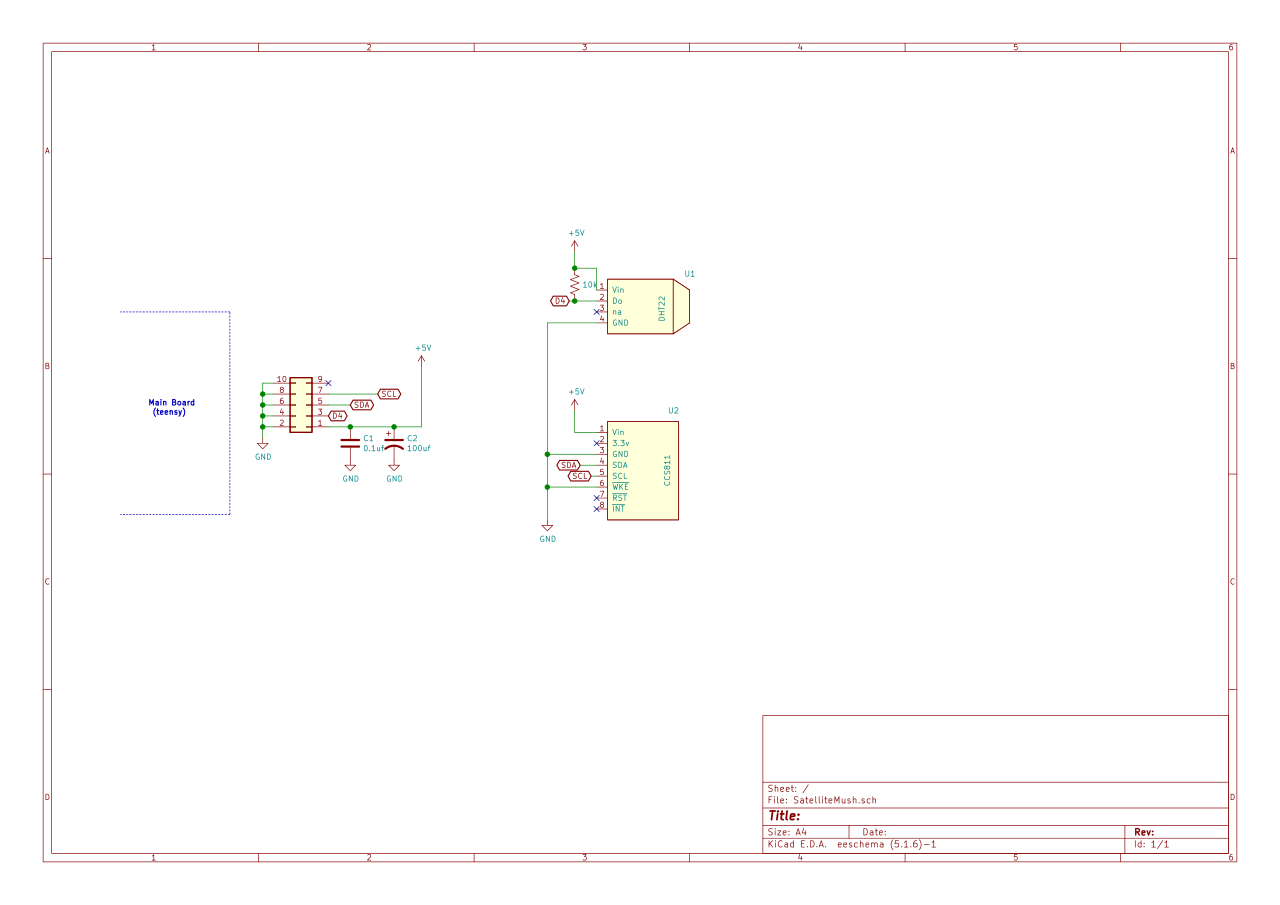 1 2 3 4 5 6
A A
+5V
U1
10k
D4
1 Vin
2 Do
3 na
4 GND
DHT22
B B
+5V
Main Board
(teensy)
10 9
8 7 SCL
6 5 SDA
4 3 D4
2 1
GND
C1
0.1uf
GND
C2
100uf
+
GND
+5V
U2
1 Vin
2 3.3v
3 GND
SDA 4 SDA
SCL 5 SCL
6 WKE
7 RST
8 INT
CCS811
GND
C C
D D
Sheet: /
File: SatelliteMush.sch
Title:
Size: A4 Date: Rev:
KiCad E.D.A. eeschema (5.1.6)-1 Id: 1/1
1 2 3 4 5 6